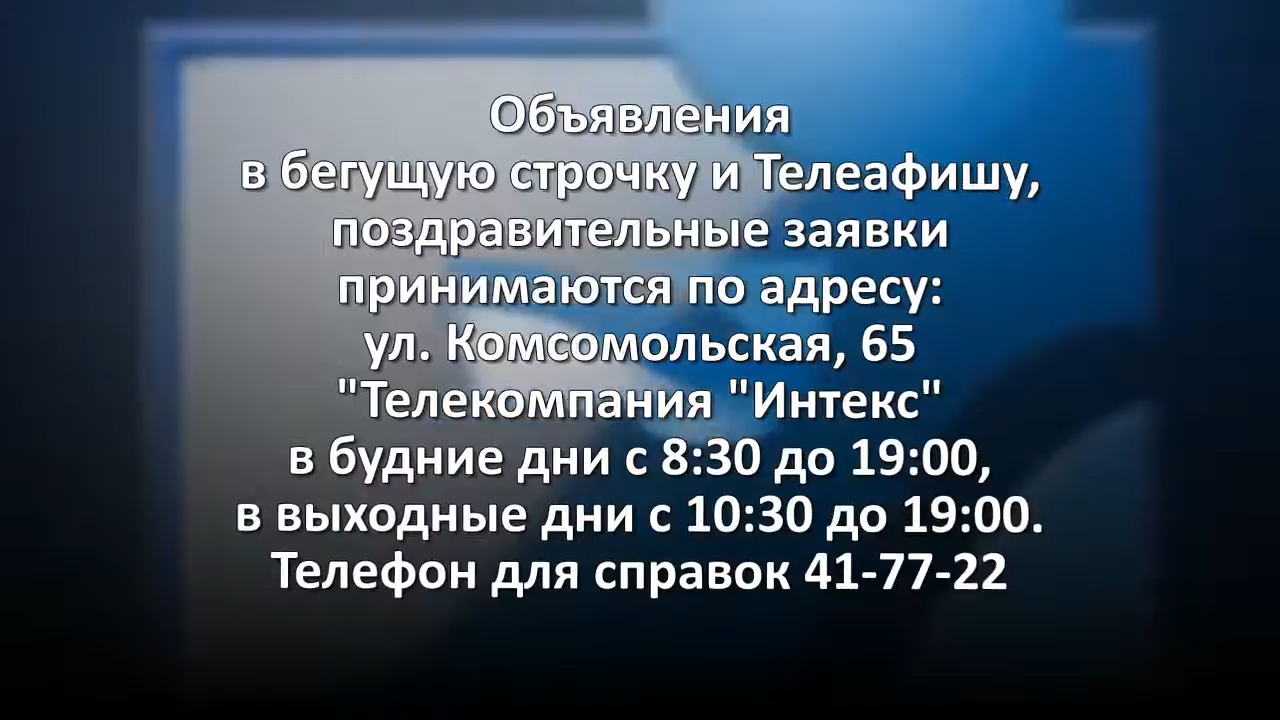 Объявления
в бегущую строчку и Телеафишу,
поздравительные заявки
принимаются по адресу:
ул. Комсомольская, 65
"Телекомпания "Интекс"
в будние дни с 8:30 до 19:00,
в выходные дни с 10:30 до 19:00.
Телефон для справок 41-77-22